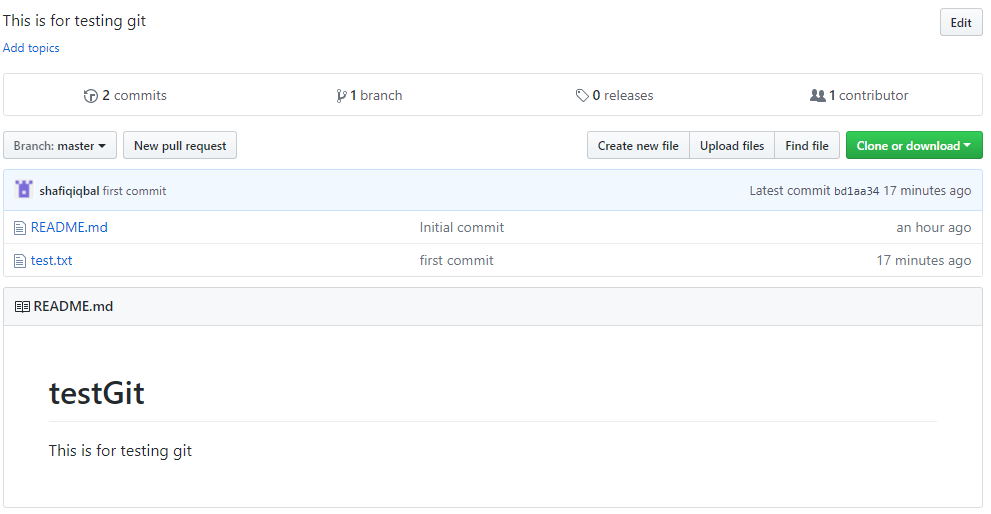 This is for testing git Edit
Add topics
2 commits 1 branch 0 releases 1 contributor
Branch: master New pull request Create new file Upload files Find file Clone or download
shafiqiqbal first commit Latest commit bd1aa34 17 minutes ago
README.md Initial commit an hour ago
test.txt first commit 17 minutes ago
README.md
testGit
This is for testing git